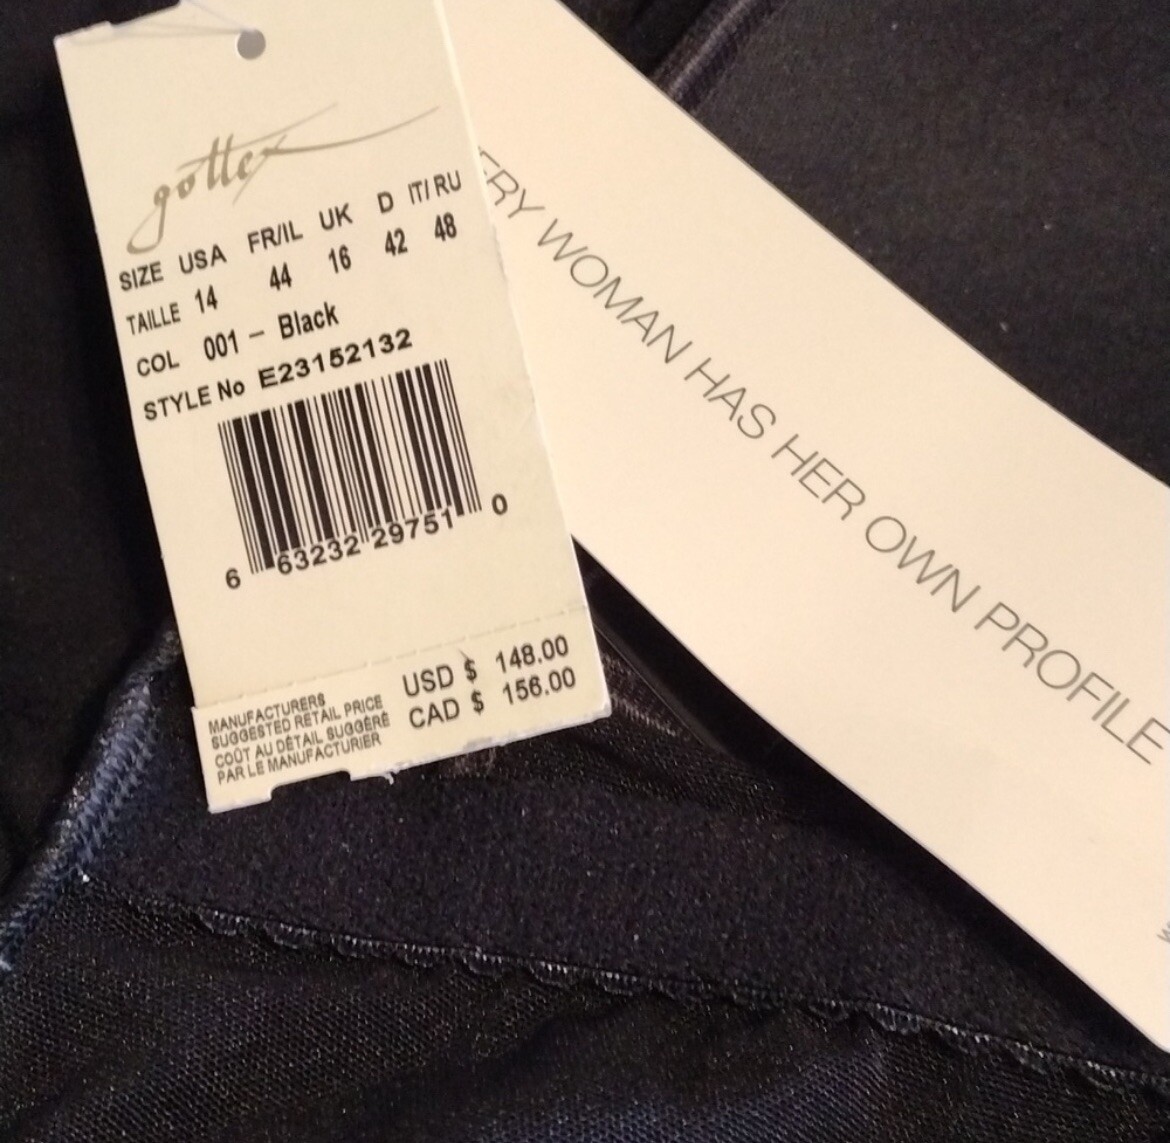 gottex
SIZE USA FR/IL UK D IT/RU
TAILLE 14 44 16 42 48
COL 001 - Black
STYLE No E23152132
6 63232 29751 0
MANUFACTURERS
SUGGESTED RETAIL PRICE
COÛT AU DÉTAIL SUGGÉRÉ
PAR LE MANUFACTURIER
USD $ 148.00
CAD $ 156.00
WOMAN HAS HER OWN PROFILE